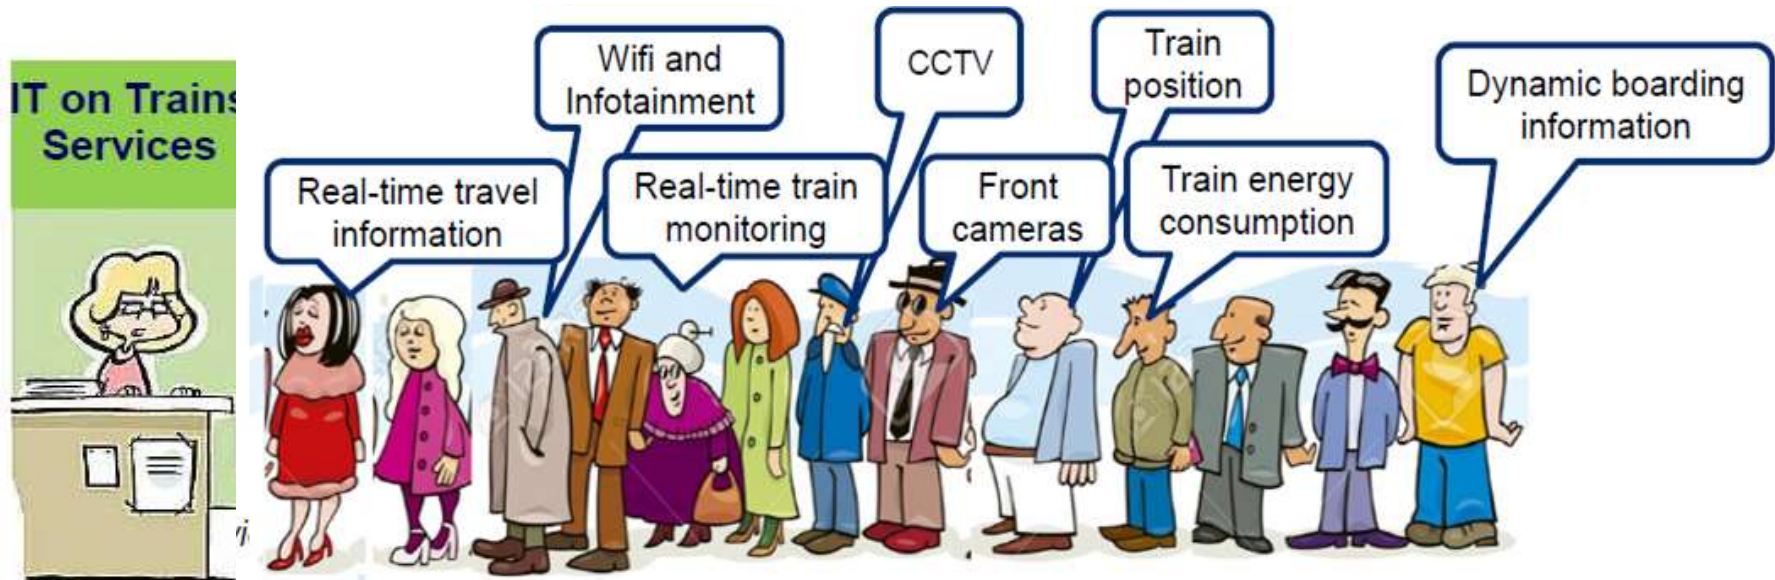 IT on Trains
Services
Real-time travel
information
Wifi and
Infotainment
Real-time train
monitoring
CCTV
Front
cameras
Train
position
Train energy
consumption
Dynamic boarding
information